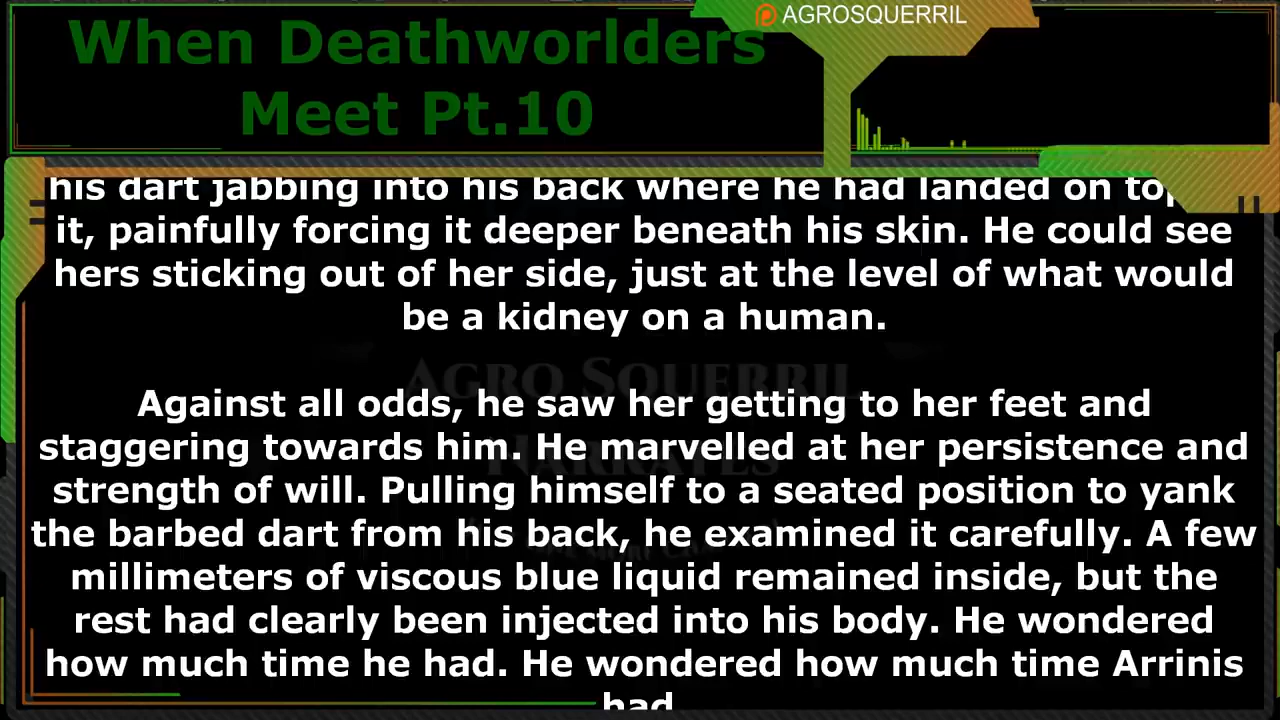 AGROSQUERRIL
When Deathworlders
Meet Pt.10
his dart jabbing into his back where he had landed on top
it, painfully forcing it deeper beneath his skin. He could see
hers sticking out of her side, just at the level of what would
be a kidney on a human.
AGRO SQUERRIL
NARRATES
Against all odds, he saw her getting to her feet and
staggering towards him. He marvelled at her persistence and
strength of will. Pulling himself to a seated position to yank
the barbed dart from his back, he examined it carefully. A few
millimeters of viscous blue liquid remained inside, but the
rest had clearly been injected into his body. He wondered
how much time he had. He wondered how much time Arrinis
had